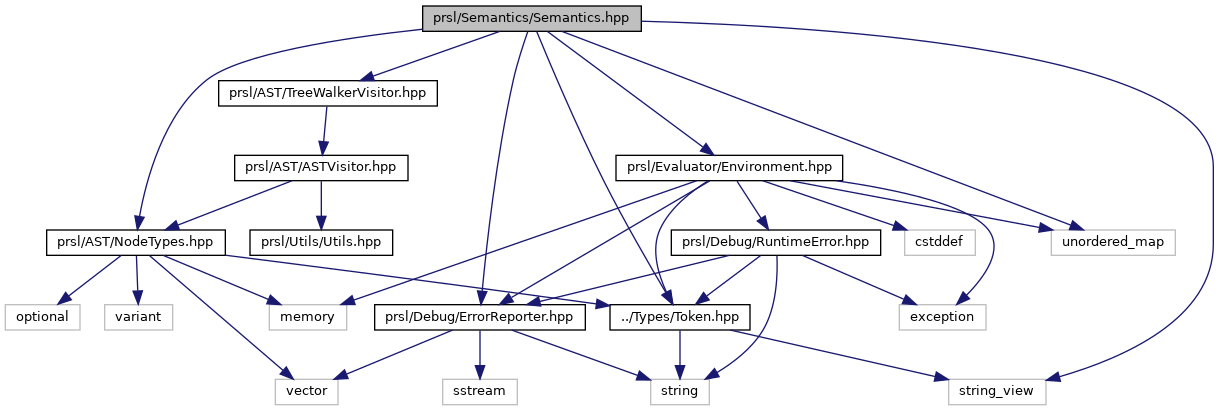 prsl/Semantics/Semantics.hpp
prsl/AST/TreeWalkerVisitor.hpp
prsl/AST/ASTVisitor.hpp
prsl/Evaluator/Environment.hpp
prsl/AST/NodeTypes.hpp
prsl/Utils/Utils.hpp
prsl/Debug/RuntimeError.hpp
cstddef
unordered_map
optional
variant
memory
prsl/Debug/ErrorReporter.hpp
../Types/Token.hpp
exception
vector
sstream
string
string_view